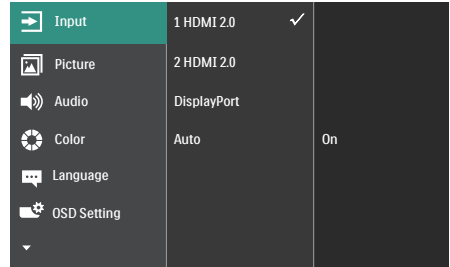 Input
Picture
Audio
Color
Language
OSD Setting
1 HDMI 2.0
2 HDMI 2.0
DisplayPort
Auto
On